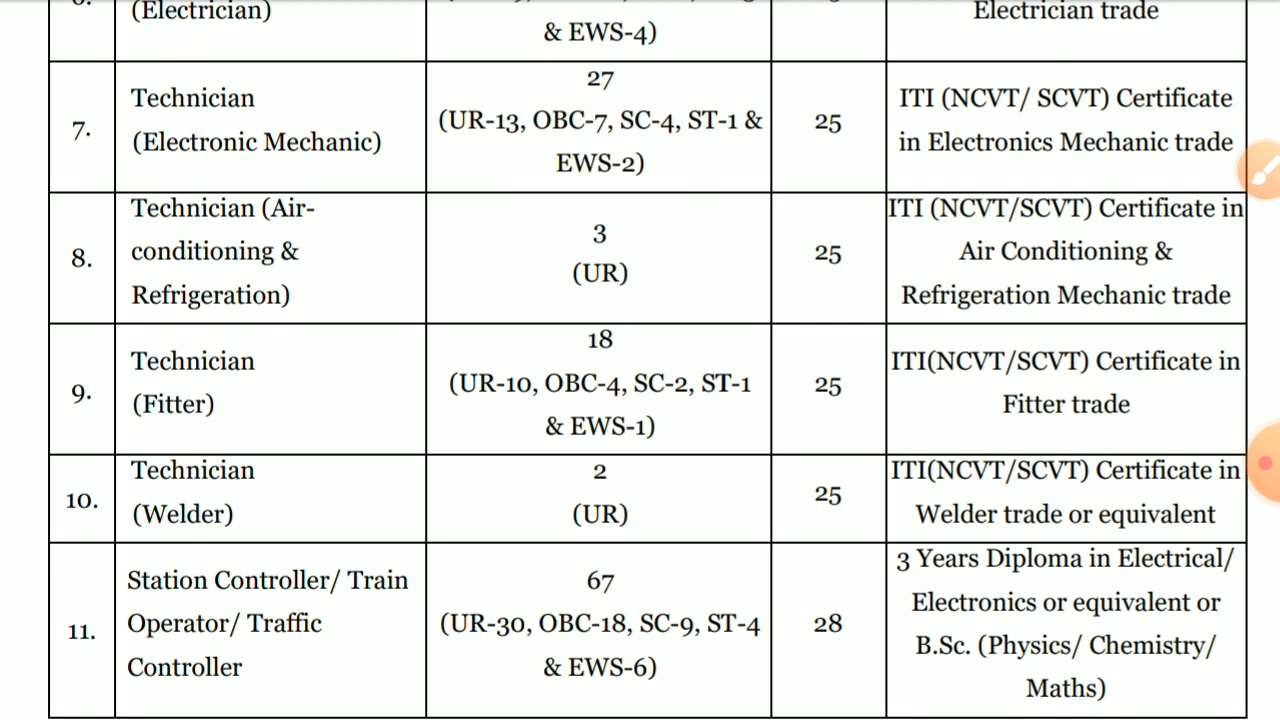 (Electrician)
& EWS-4)
Electrician trade
7.
Technician
(Electronic Mechanic)
27
(UR-13, OBC-7, SC-4, ST-1 &
EWS-2)
25
ITI (NCVT/ SCVT) Certificate
in Electronics Mechanic trade
8.
Technician (Air-
conditioning &
Refrigeration)
3
(UR)
25
ITI (NCVT/SCVT) Certificate in
Air Conditioning &
Refrigeration Mechanic trade
9.
Technician
(Fitter)
18
(UR-10, OBC-4, SC-2, ST-1
& EWS-1)
25
ITI(NCVT/SCVT) Certificate in
Fitter trade
10.
Technician
(Welder)
2
(UR)
25
ITI(NCVT/SCVT) Certificate in
Welder trade or equivalent
11.
Station Controller/ Train
Operator/ Traffic
Controller
67
(UR-30, OBC-18, SC-9, ST-4
& EWS-6)
28
3 Years Diploma in Electrical/
Electronics or equivalent or
B.Sc. (Physics/ Chemistry/
Maths)